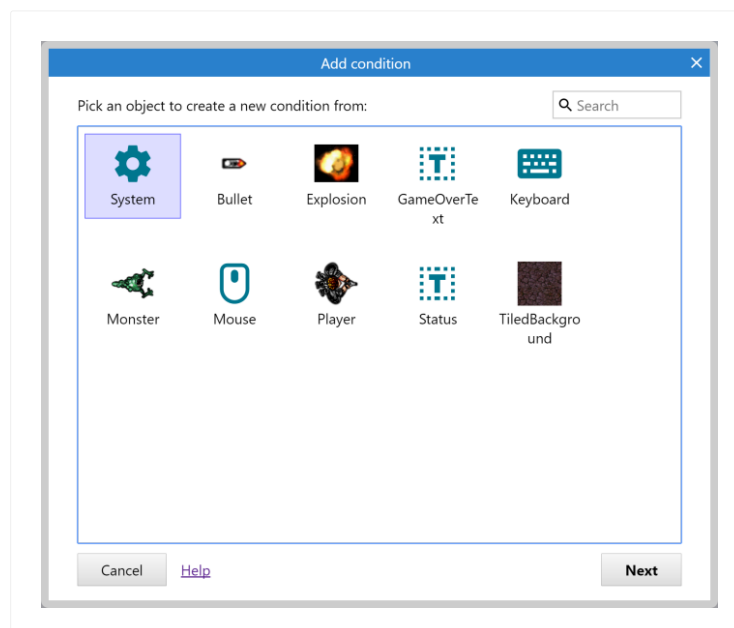 Add condition
Pick an object to create a new condition from:
Search
System
Bullet
Explosion
GameOverTe
xt
Keyboard
Monster
Mouse
Player
Status
TiledBackgro
und
Cancel
Help
Next